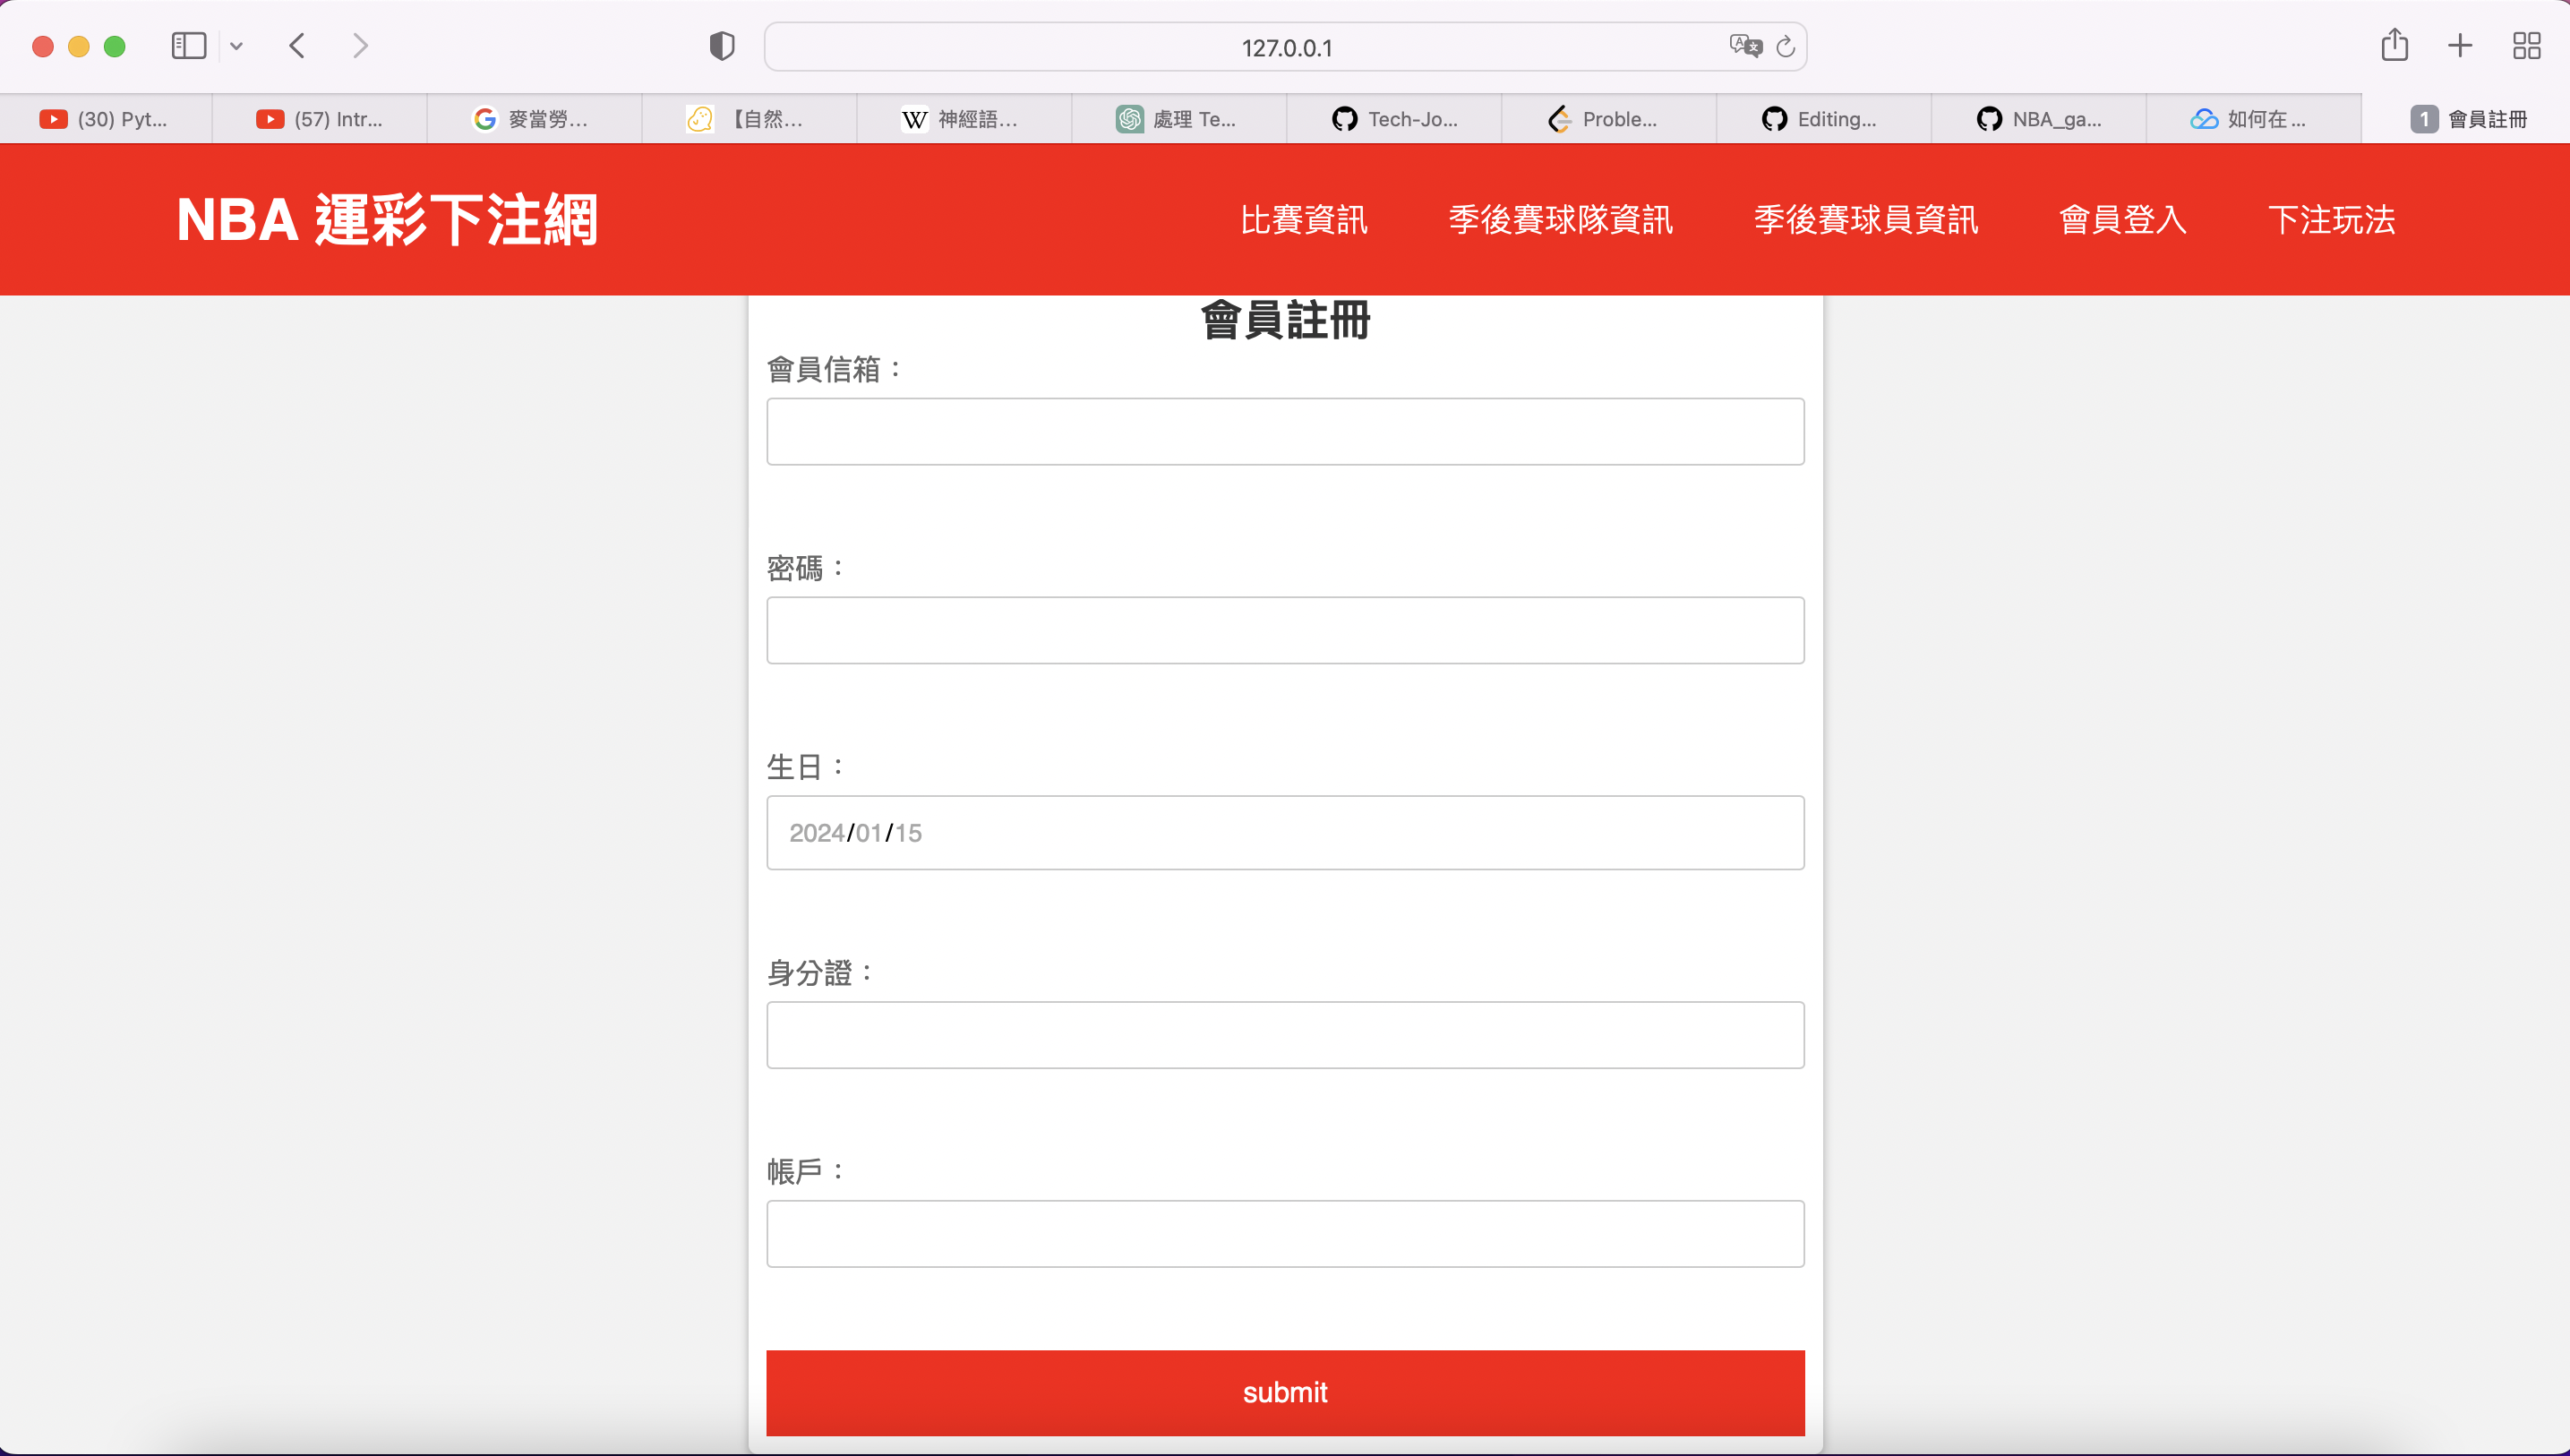 127.0.0.1
(30) Pyt...
(57) Intr...
麥當勞...
【自然...
神經語...
處理 Te...
Tech-Jo...
Proble...
Editing...
NBA_ga...
如何在...
1 會員註冊
NBA 運彩下注網
比賽資訊
季後賽球隊資訊
季後賽球員資訊
會員登入
下注玩法
會員註冊
會員信箱：
密碼：
生日：
2024/01/15
身分證：
帳戶：
submit